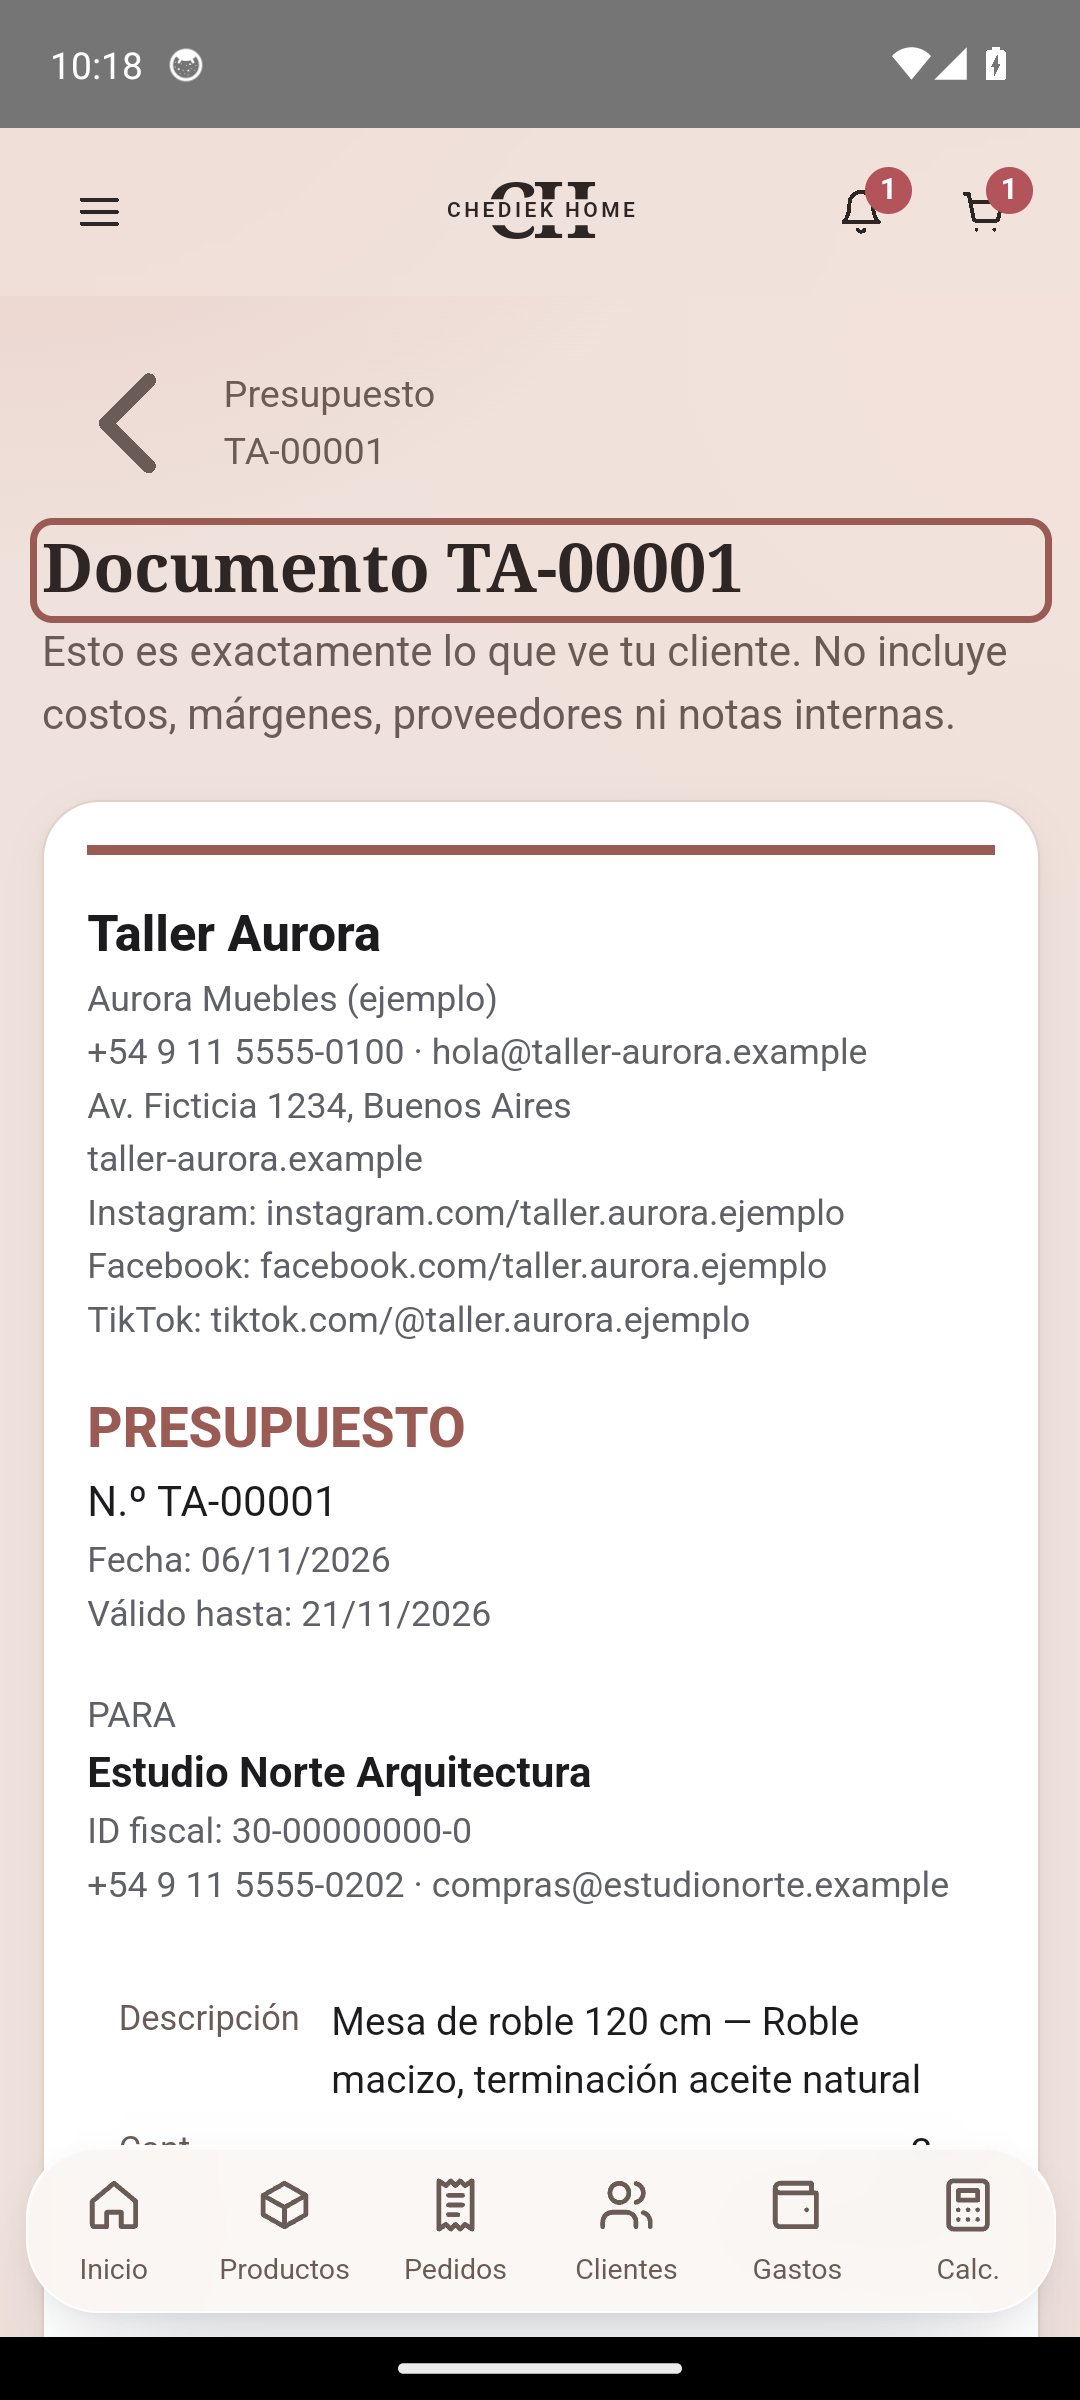 10:18
CH
CHEDIEK HOME
1
1
Presupuesto
TA-00001
Documento TA-00001
Esto es exactamente lo que ve tu cliente. No incluye
costos, márgenes, proveedores ni notas internas.
Taller Aurora
Aurora Muebles (ejemplo)
+54 9 11 5555-0100 · hola@taller-aurora.example
Av. Ficticia 1234, Buenos Aires
taller-aurora.example
Instagram: instagram.com/taller.aurora.ejemplo
Facebook: facebook.com/taller.aurora.ejemplo
TikTok: tiktok.com/@taller.aurora.ejemplo
PRESUPUESTO
N.º TA-00001
Fecha: 06/11/2026
Válido hasta: 21/11/2026
PARA
Estudio Norte Arquitectura
ID fiscal: 30-00000000-0
+54 9 11 5555-0202 · compras@estudionorte.example
Descripción Mesa de roble 120 cm — Roble
macizo, terminación aceite natural
Inicio Productos Pedidos Clientes Gastos Calc.